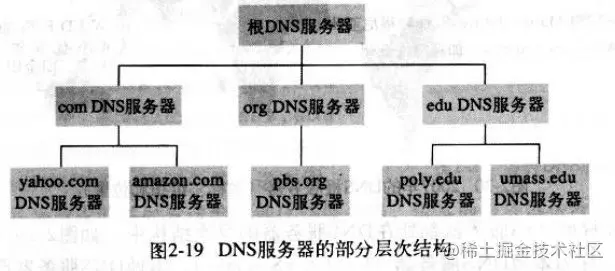 根DNS服务器
com DNS服务器
org DNS服务器
edu DNS服务器
yahoo.com
DNS服务器
amazon.com
DNS服务器
pbs.org
DNS服务器
poly.edu
DNS服务器
umass.edu
DNS服务器
图2-19 DNS服务器的部分层次结构
@稀土掘金技术社区